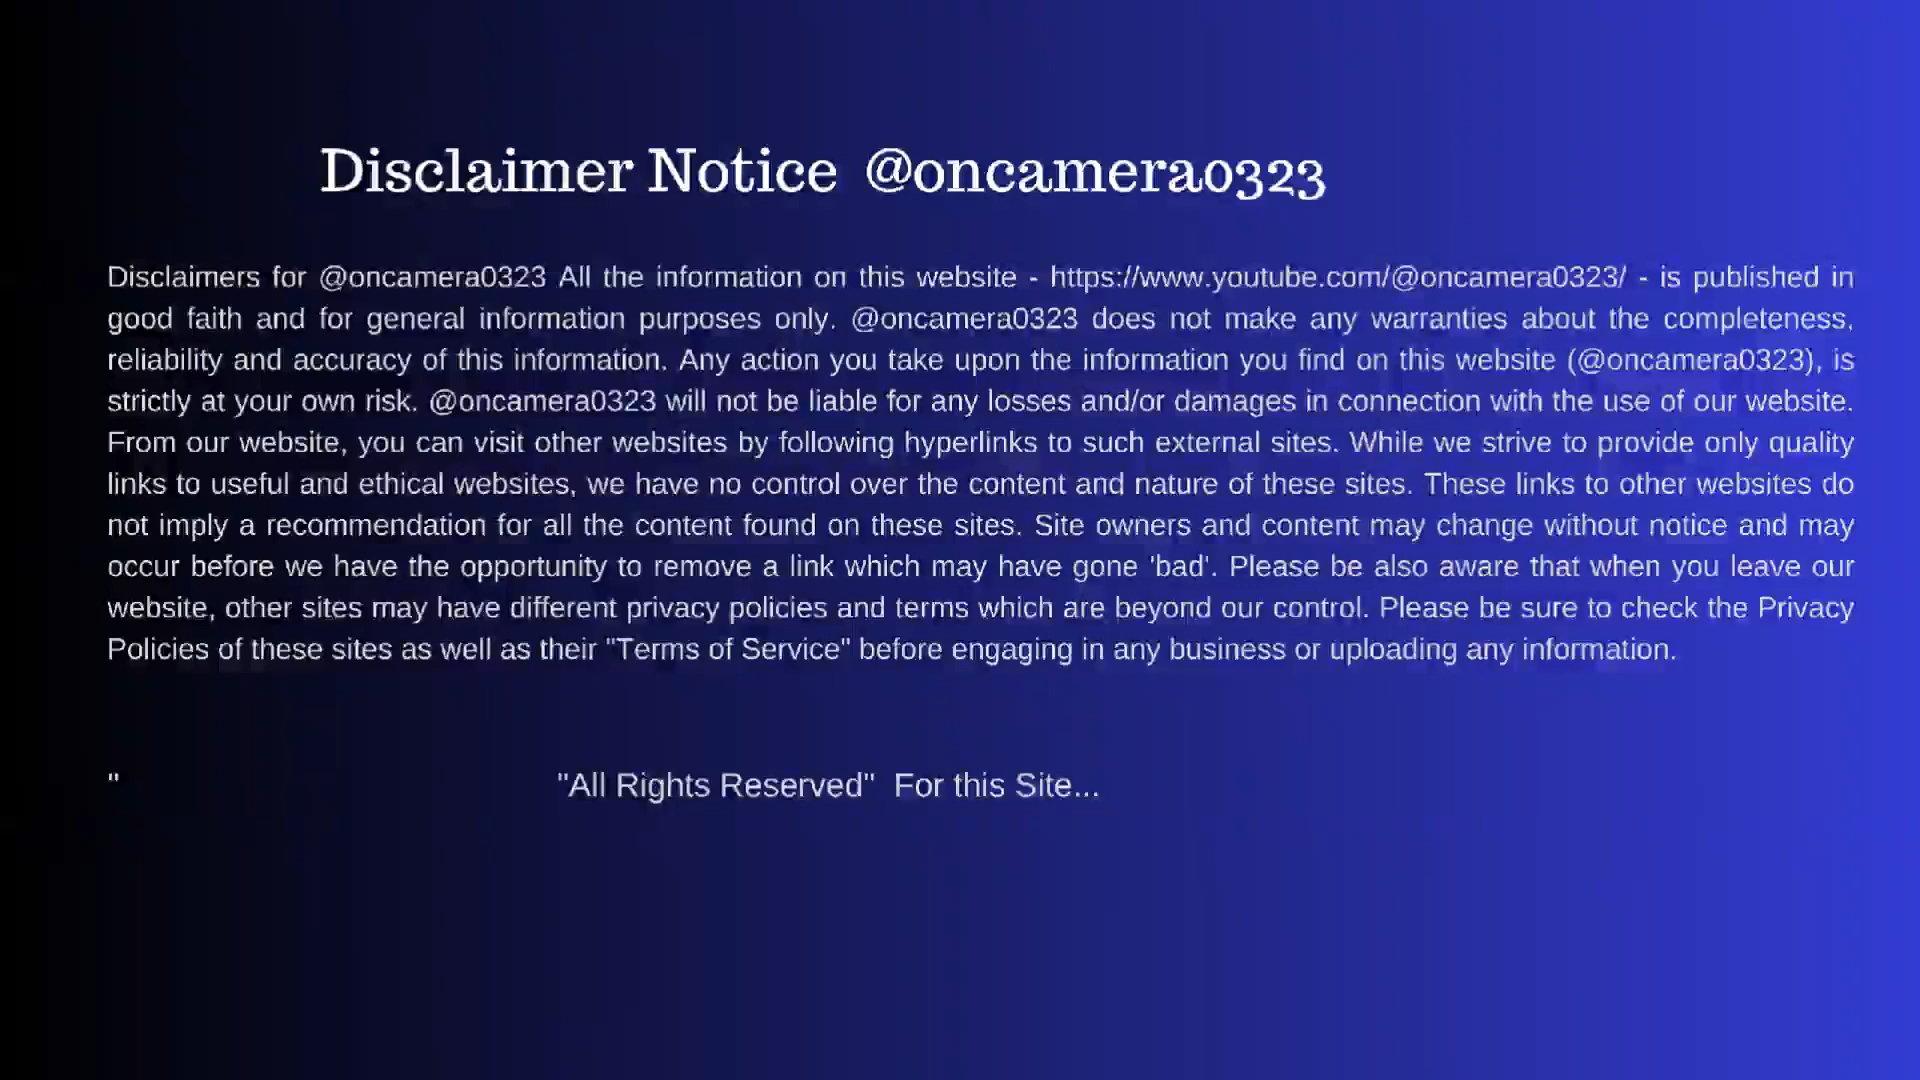 Disclaimer Notice @oncamera0323
Disclaimers for @oncamera0323 All the information on this website - https://www.youtube.com/@oncamera0323/ - is published in
good faith and for general information purposes only. @oncamera0323 does not make any warranties about the completeness,
reliability and accuracy of this information. Any action you take upon the information you find on this website (@oncamera0323), is
strictly at your own risk. @oncamera0323 will not be liable for any losses and/or damages in connection with the use of our website.
From our website, you can visit other websites by following hyperlinks to such external sites. While we strive to provide only quality
links to useful and ethical websites, we have no control over the content and nature of these sites. These links to other websites do
not imply a recommendation for all the content found on these sites. Site owners and content may change without notice and may
occur before we have the opportunity to remove a link which may have gone 'bad'. Please be also aware that when you leave our
website, other sites may have different privacy policies and terms which are beyond our control. Please be sure to check the Privacy
Policies of these sites as well as their "Terms of Service" before engaging in any business or uploading any information.
" "All Rights Reserved" For this Site...